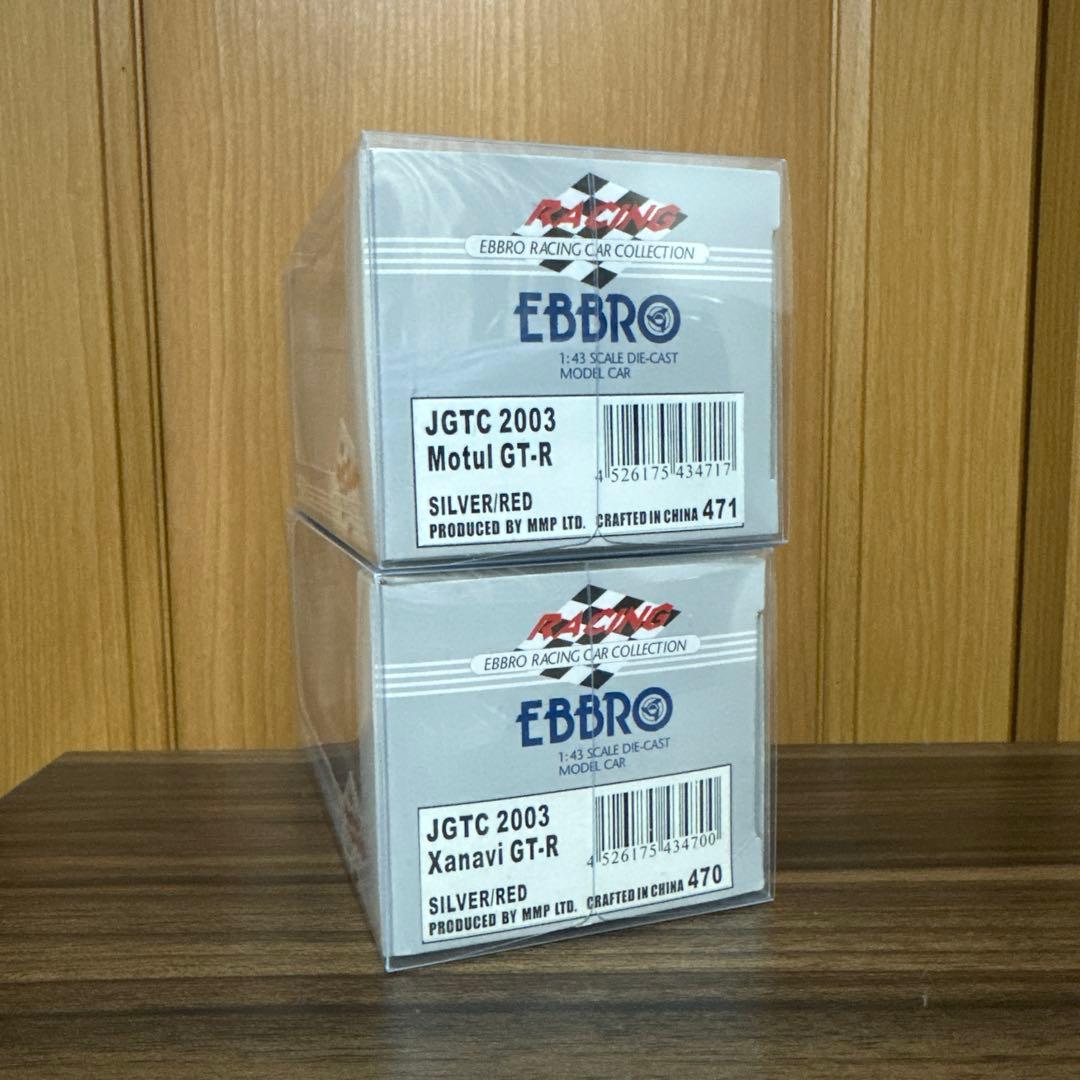 RACING
EBBRO RACING CAR COLLECTION
EBBRO
1:43 SCALE DIE-CAST
MODEL CAR
JGTC 2003
Motul GT-R
4 526175 434717
SILVER/RED
PRODUCED BY MMP LTD. CRAFTED IN CHINA 471
RACING
EBBRO RACING CAR COLLECTION
EBBRO
1:43 SCALE DIE-CAST
MODEL CAR
JGTC 2003
Xanavi GT-R
4 526175 434700
SILVER/RED
PRODUCED BY MMP LTD. CRAFTED IN CHINA 470